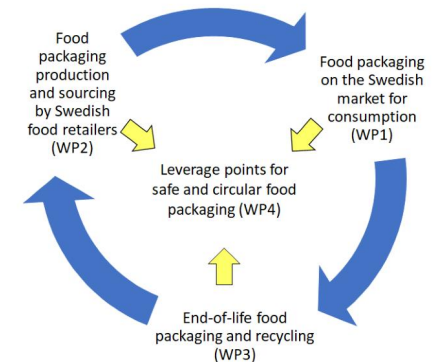 Food
packaging
production
and sourcing
by Swedish
food retailers
(WP2)
Food packaging
on the Swedish
market for
consumption
(WP1)
Leverage points for
safe and circular food
packaging (WP4)
End-of-life food
packaging and recycling
(WP3)